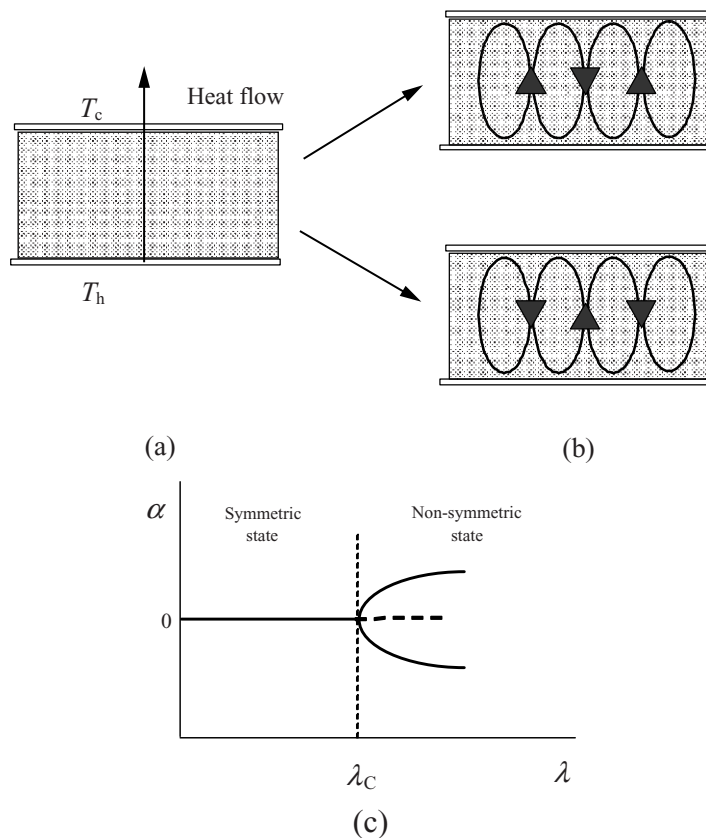 Heat flow
Tc
Th
(a)
(b)
α
Symmetric
state
Non-symmetric
state
0
λC
λ
(c)